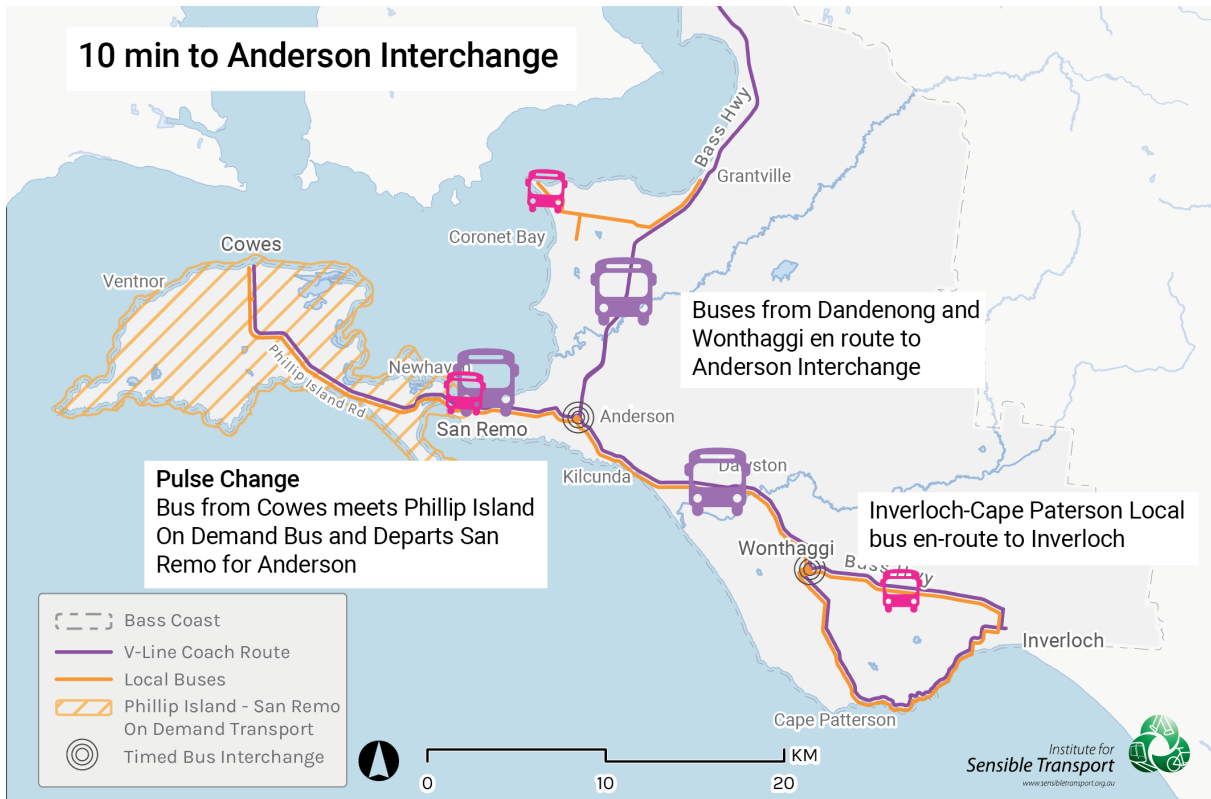 10 min to Anderson Interchange
Bass Hwy
Grantville
Coronet Bay
Cowes
Ventnor
Buses from Dandenong and
Wonthaggi en route to
Anderson Interchange
Phillip Island Rd
Newhaven
San Remo
Anderson
Kilcunda
Dalyston
Pulse Change
Bus from Cowes meets Phillip Island
On Demand Bus and Departs San
Remo for Anderson
Inverloch-Cape Paterson Local
bus en-route to Inverloch
Wonthaggi
Bass Hwy
Inverloch
Cape Patterson
Bass Coast
V-Line Coach Route
Local Buses
Phillip Island - San Remo
On Demand Transport
Timed Bus Interchange
KM
0 10 20
Institute for
Sensible Transport
www.sensibletransport.org.au